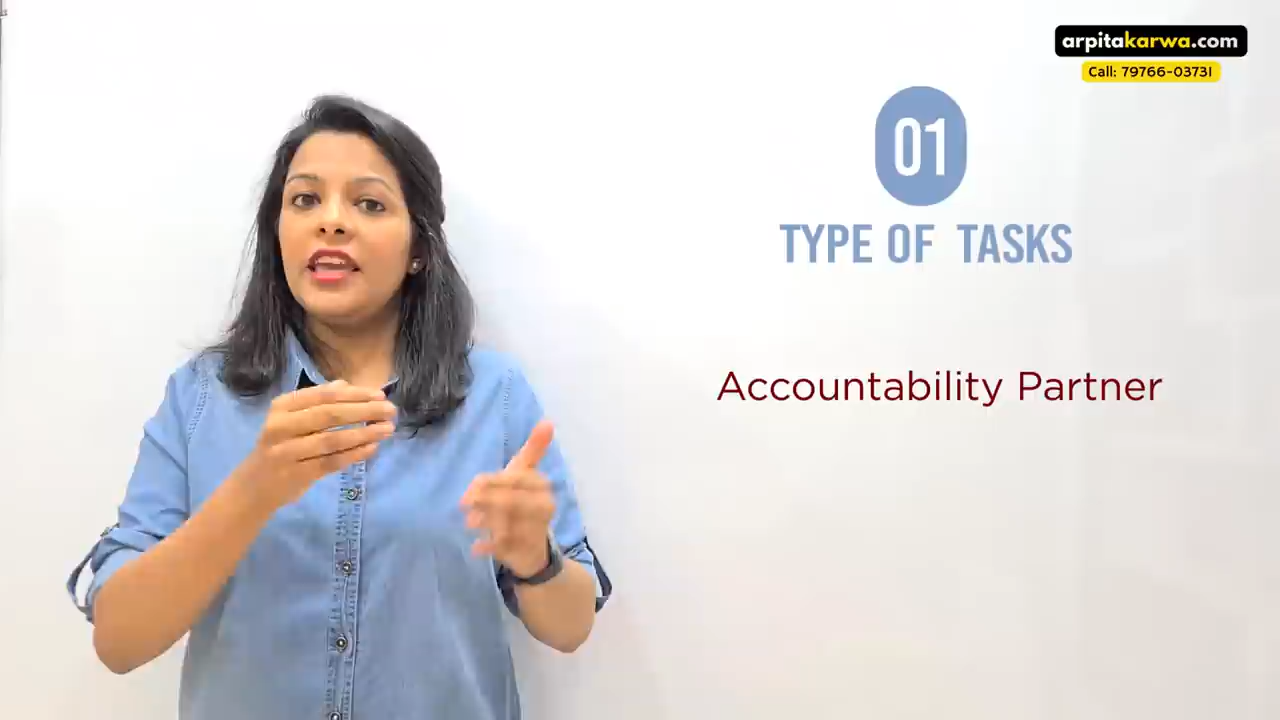 arpitakarwa.com
Call: 79766-03731
01
TYPE OF TASKS
Accountability Partner